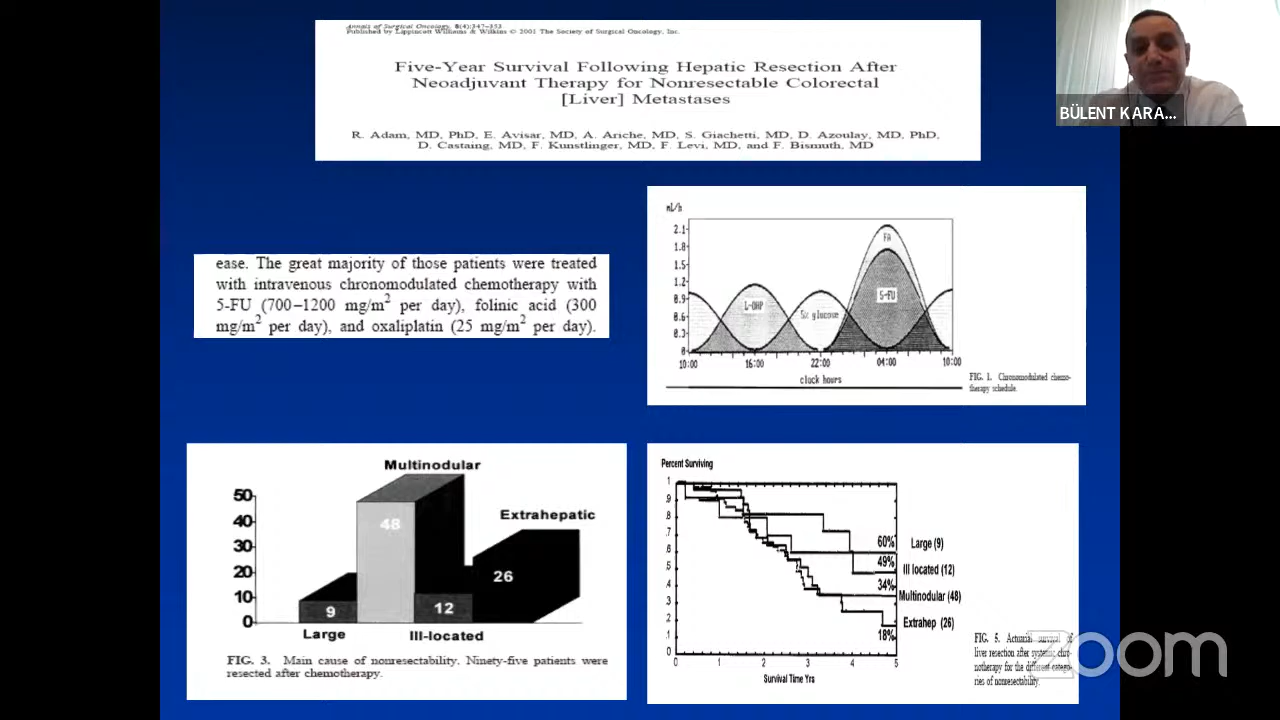 Annals of Surgical Oncology, 8(4):347–353
Published by Lippincott Williams & Wilkins © 2001 The Society of Surgical Oncology, Inc.
Five-Year Survival Following Hepatic Resection After
Neoadjuvant Therapy for Nonresectable Colorectal
[Liver] Metastases
R. Adam, MD, PhD, E. Avisar, MD, A. Ariche, MD, S. Giachetti, MD, D. Azoulay, MD, PhD,
D. Castaing, MD, F. Kunstlinger, MD, F. Levi, MD, and F. Bismuth, MD
BÜLENT KARA...
ease. The great majority of those patients were treated
with intravenous chronomodulated chemotherapy with
5-FU (700–1200 mg/m² per day), folinic acid (300
mg/m² per day), and oxaliplatin (25 mg/m² per day).
ml/h
2.1
1.8
1.5
1.2
0.9
0.6
0.3
0
FA
5-FU
L-OHP
5% glucose
10:00 16:00 22:00 04:00 10:00
clock hours
FIG. 1. Chronomodulated chemo-
therapy schedule.
Multinodular
Extrahepatic
50
40
30
20
10
0
48
26
9
12
Large
Ill-located
FIG. 3. Main cause of nonresectability. Ninety-five patients were
resected after chemotherapy.
Percent Surviving
1
.9
.8
.7
.6
.5
.4
.3
.2
.1
0
60% Large (9)
49% Ill located (12)
34% Multinodular (48)
Extrahep (26)
18%
0 1 2 3 4 5
Survival Time Yrs
FIG. 5. Actuarial survival of
liver resection after systemic che-
motherapy for the different catego-
ries of nonresectability.
zoom